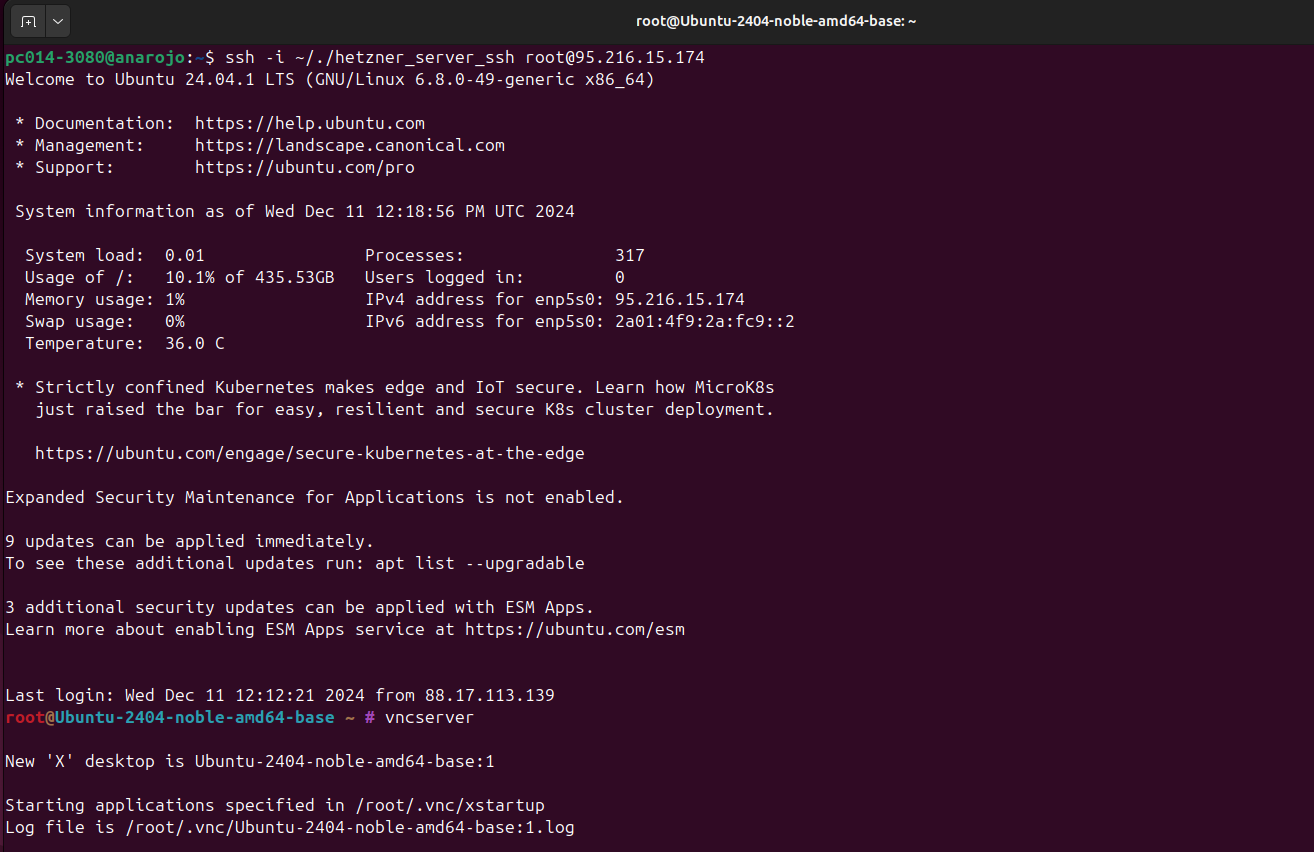 root@Ubuntu-2404-noble-amd64-base: ~
pc014-3080@anarojo:~$ ssh -i ~/./hetzner_server_ssh root@95.216.15.174
Welcome to Ubuntu 24.04.1 LTS (GNU/Linux 6.8.0-49-generic x86_64)

 * Documentation:  https://help.ubuntu.com
 * Management:     https://landscape.canonical.com
 * Support:        https://ubuntu.com/pro

 System information as of Wed Dec 11 12:18:56 PM UTC 2024

  System load:  0.01                Processes:               317
  Usage of /:   10.1% of 435.53GB   Users logged in:         0
  Memory usage: 1%                  IPv4 address for enp5s0: 95.216.15.174
  Swap usage:   0%                  IPv6 address for enp5s0: 2a01:4f9:2a:fc9::2
  Temperature:  36.0 C

 * Strictly confined Kubernetes makes edge and IoT secure. Learn how MicroK8s
   just raised the bar for easy, resilient and secure K8s cluster deployment.

   https://ubuntu.com/engage/secure-kubernetes-at-the-edge

Expanded Security Maintenance for Applications is not enabled.

9 updates can be applied immediately.
To see these additional updates run: apt list --upgradable

3 additional security updates can be applied with ESM Apps.
Learn more about enabling ESM Apps service at https://ubuntu.com/esm


Last login: Wed Dec 11 12:12:21 2024 from 88.17.113.139
root@Ubuntu-2404-noble-amd64-base ~ # vncserver

New 'X' desktop is Ubuntu-2404-noble-amd64-base:1

Starting applications specified in /root/.vnc/xstartup
Log file is /root/.vnc/Ubuntu-2404-noble-amd64-base:1.log